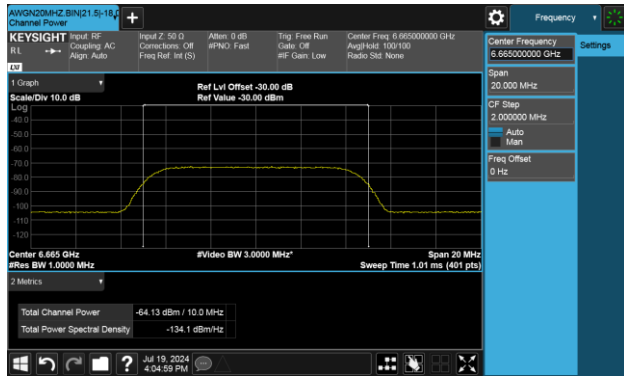 AWGN20MHZ.BIN|21.5|-18,0
Channel Power
KEYSIGHT
RL
LXI
Input: RF
Coupling: AC
Align: Auto
Input Z: 50 Ω
Corrections: Off
Freq Ref: Int (S)
Atten: 0 dB
#PNO: Fast
Trig: Free Run
Gate: Off
#IF Gain: Low
Center Freq: 6.665000000 GHz
Avg|Hold: 100/100
Radio Std: None
1 Graph
Scale/Div 10.0 dB
Ref Lvl Offset -30.00 dB
Ref Value -30.00 dBm
Log
-40.0
-50.0
-60.0
-70.0
-80.0
-90.0
-100
-110
-120
Center 6.665 GHz
#Video BW 3.0000 MHz*
Span 20 MHz
#Res BW 1.0000 MHz
Sweep Time 1.01 ms (401 pts)
2 Metrics
Total Channel Power -64.13 dBm / 10.0 MHz
Total Power Spectral Density -134.1 dBm/Hz
?
Jul 19, 2024
4:04:59 PM
Frequency
Center Frequency
6.665000000 GHz
Settings
Span
20.000 MHz
CF Step
2.000000 MHz
Auto
Man
Freq Offset
0 Hz